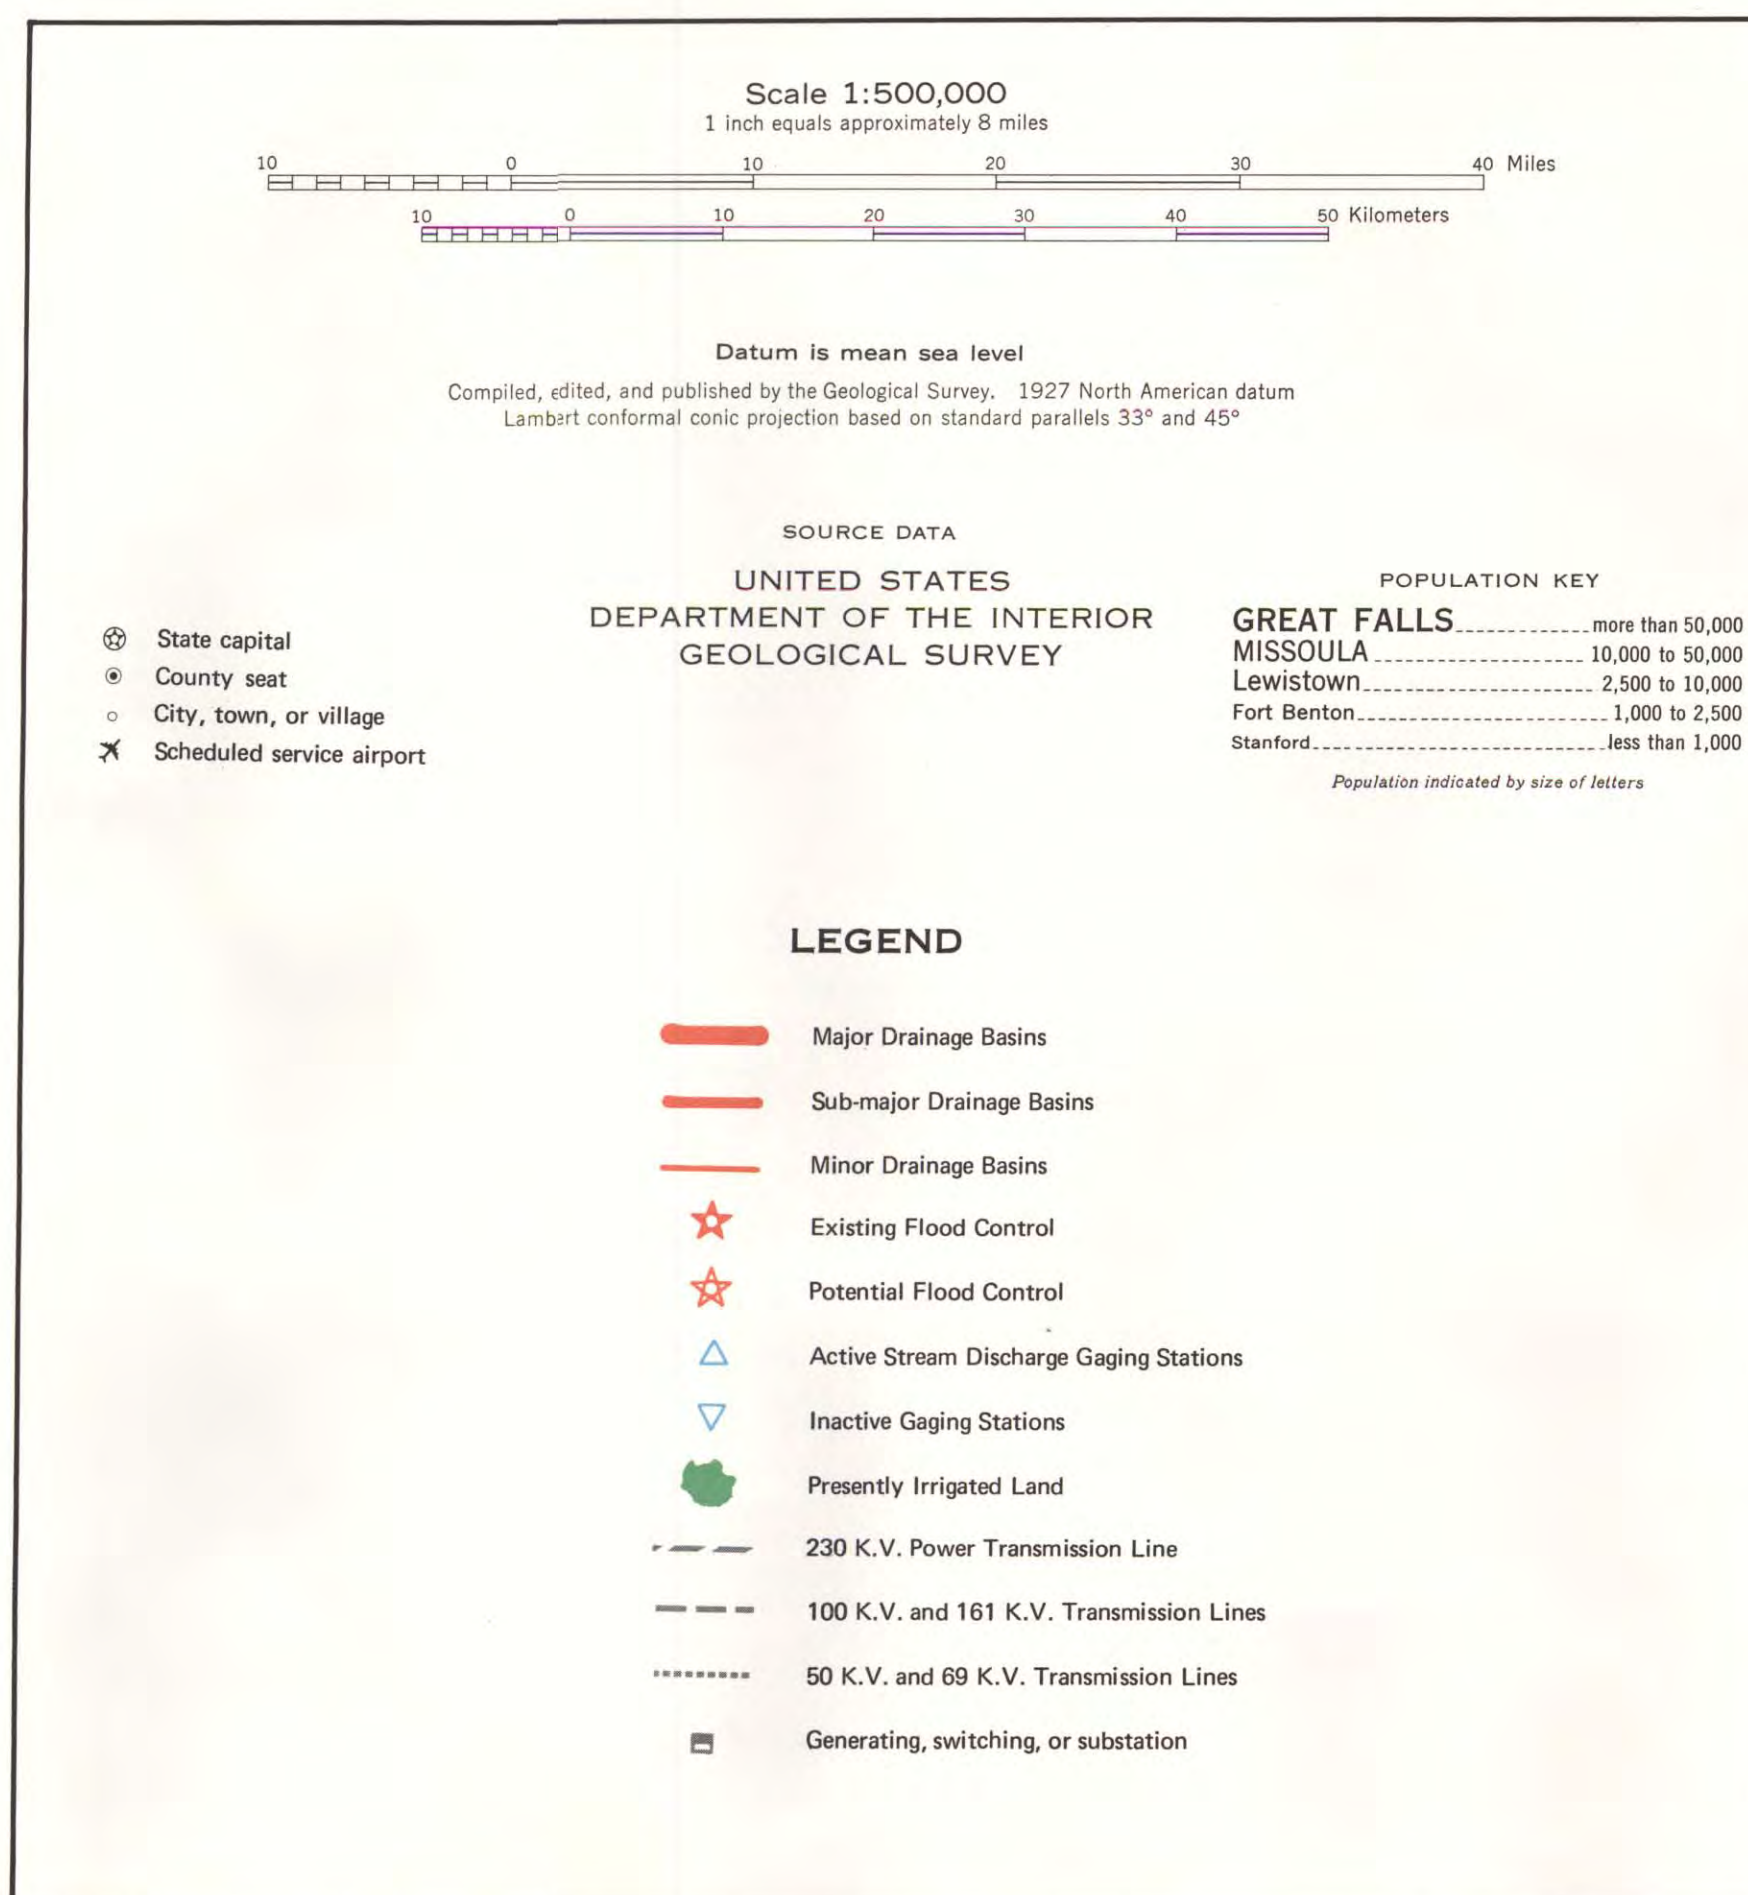 Scale 1:500,000
1 inch equals approximately 8 miles
10 0 10 20 30 40 Miles
10 0 10 20 30 40 50 Kilometers
Datum is mean sea level
Compiled, edited, and published by the Geological Survey. 1927 North American datum
Lambert conformal conic projection based on standard parallels 33° and 45°
SOURCE DATA
UNITED STATES
DEPARTMENT OF THE INTERIOR
GEOLOGICAL SURVEY
State capital
County seat
City, town, or village
Scheduled service airport
POPULATION KEY
GREAT FALLS more than 50,000
MISSOULA 10,000 to 50,000
Lewistown 2,500 to 10,000
Fort Benton 1,000 to 2,500
Stanford less than 1,000
Population indicated by size of letters
LEGEND
Major Drainage Basins
Sub-major Drainage Basins
Minor Drainage Basins
Existing Flood Control
Potential Flood Control
Active Stream Discharge Gaging Stations
Inactive Gaging Stations
Presently Irrigated Land
230 K.V. Power Transmission Line
100 K.V. and 161 K.V. Transmission Lines
50 K.V. and 69 K.V. Transmission Lines
Generating, switching, or substation